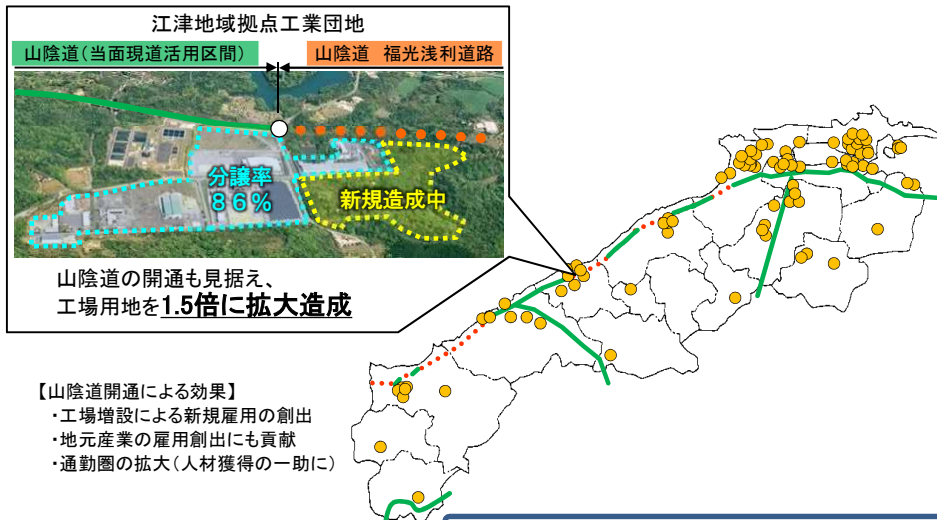 江津地域拠点工業団地
山陰道（当面現道活用区間）
山陰道 福光浅利道路
分譲率
８６％
新規造成中
山陰道の開通も見据え、
工場用地を1.5倍に拡大造成
【山陰道開通による効果】
・工場増設による新規雇用の創出
・地元産業の雇用創出にも貢献
・通勤圏の拡大（人材獲得の一助に）